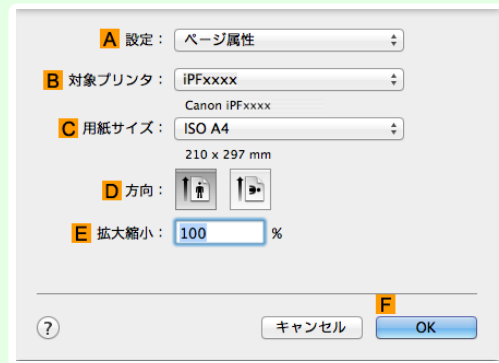 A 設定： ページ属性
B 対象プリンタ： iPFxxxx
Canon iPFxxxx
C 用紙サイズ： ISO A4
210 x 297 mm
D 方向：
E 拡大縮小： 100 %
F
? キャンセル OK